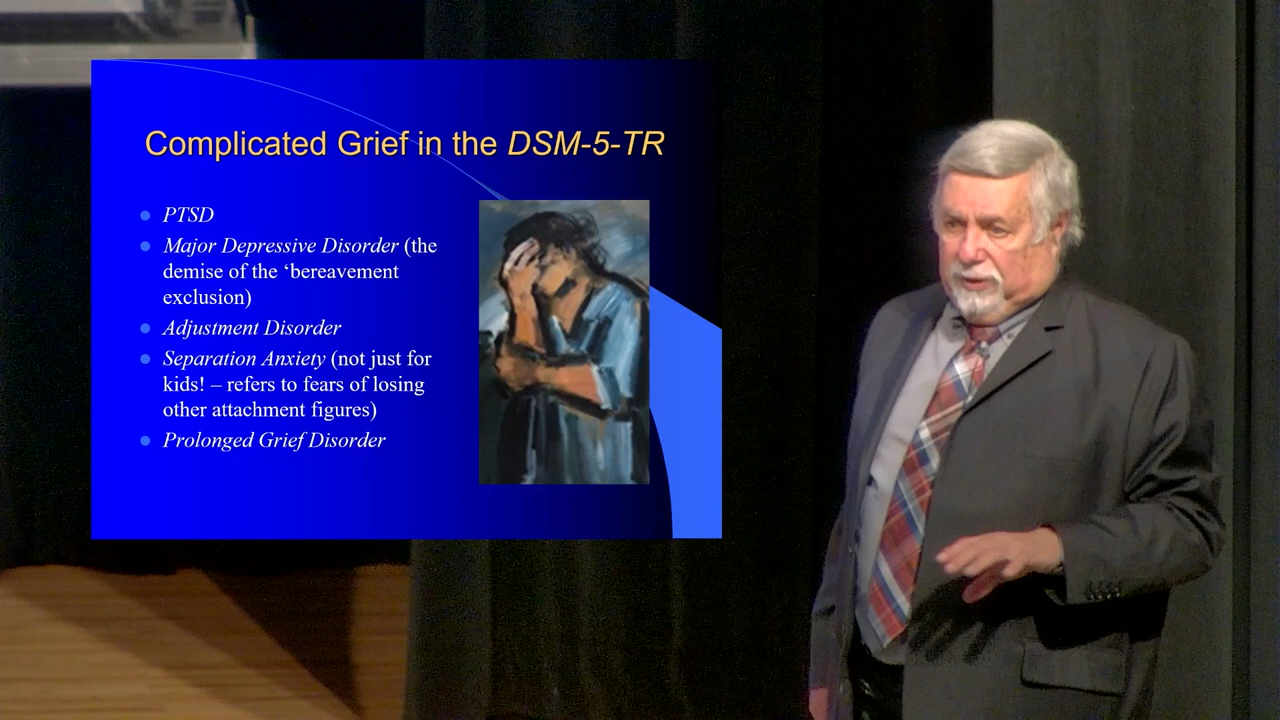 Complicated Grief in the DSM-5-TR
PTSD
Major Depressive Disorder (the
demise of the ‘bereavement
exclusion)
Adjustment Disorder
Separation Anxiety (not just for
kids! – refers to fears of losing
other attachment figures)
Prolonged Grief Disorder